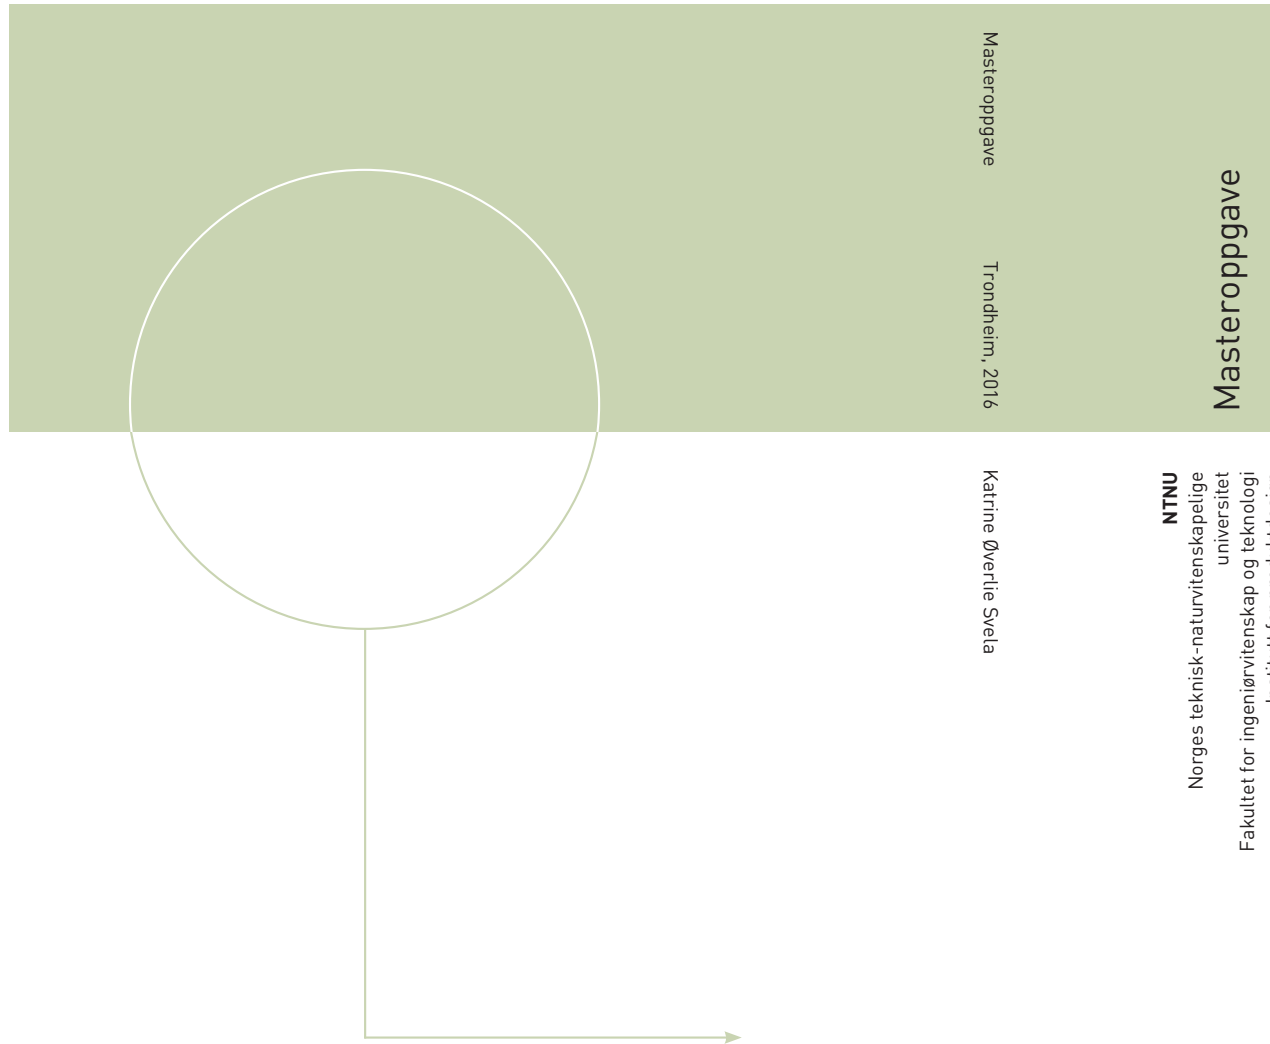 Masteroppgave
Trondheim, 2016
Katrine Øverlie Svela
Masteroppgave
NTNU
Norges teknisk-naturvitenskapelige
universitet
Fakultet for ingeniørvitenskap og teknologi